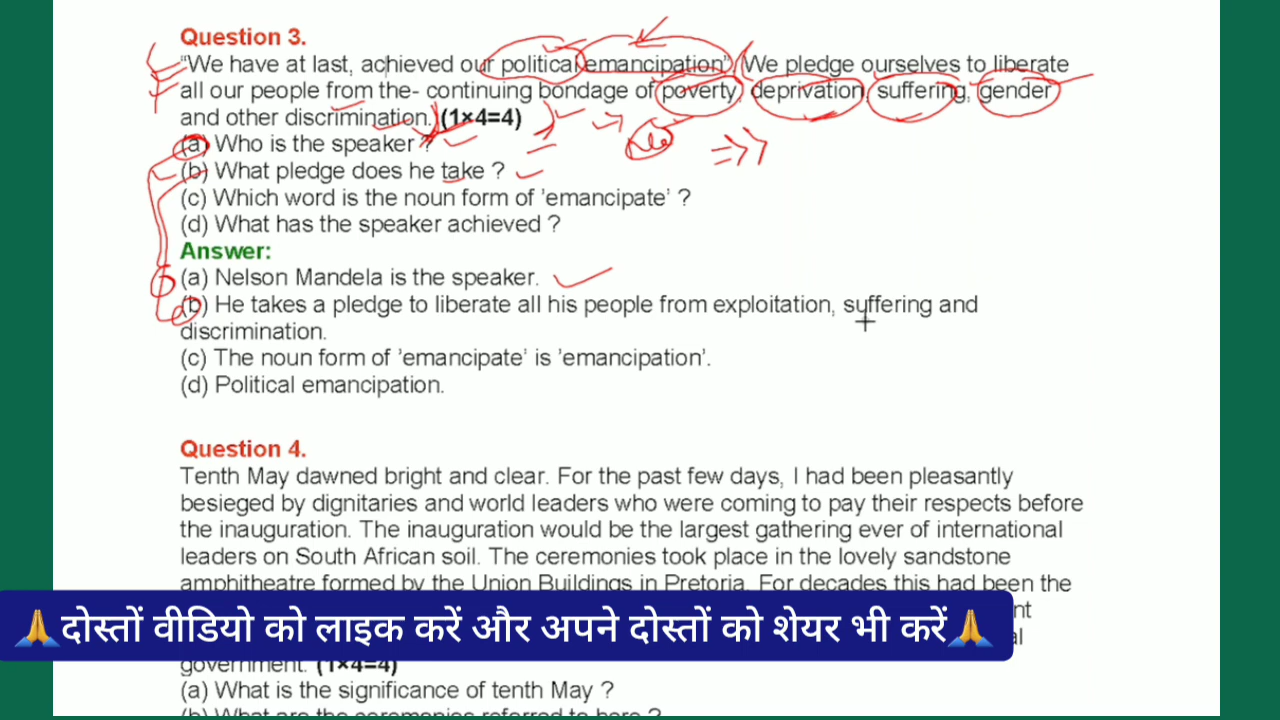 Question 3.
“We have at last, achieved our political emancipation” We pledge ourselves to liberate
all our people from the- continuing bondage of poverty, deprivation, suffering, gender
and other discrimination. (1×4=4)
(a) Who is the speaker ?
(b) What pledge does he take ?
(c) Which word is the noun form of ’emancipate’ ?
(d) What has the speaker achieved ?
Answer:
(a) Nelson Mandela is the speaker.
(b) He takes a pledge to liberate all his people from exploitation, suffering and
discrimination.
(c) The noun form of ’emancipate’ is ’emancipation’.
(d) Political emancipation.
Question 4.
Tenth May dawned bright and clear. For the past few days, I had been pleasantly
besieged by dignitaries and world leaders who were coming to pay their respects before
the inauguration. The inauguration would be the largest gathering ever of international
leaders on South African soil. The ceremonies took place in the lovely sandstone
amphitheatre formed by the Union Buildings in Pretoria. For decades this had been the
🙏दोस्तों वीडियो को लाइक करें और अपने दोस्तों को शेयर भी करें🙏
government. (1×4=4)
(a) What is the significance of tenth May ?
(b) What are the ceremonies referred to here ?